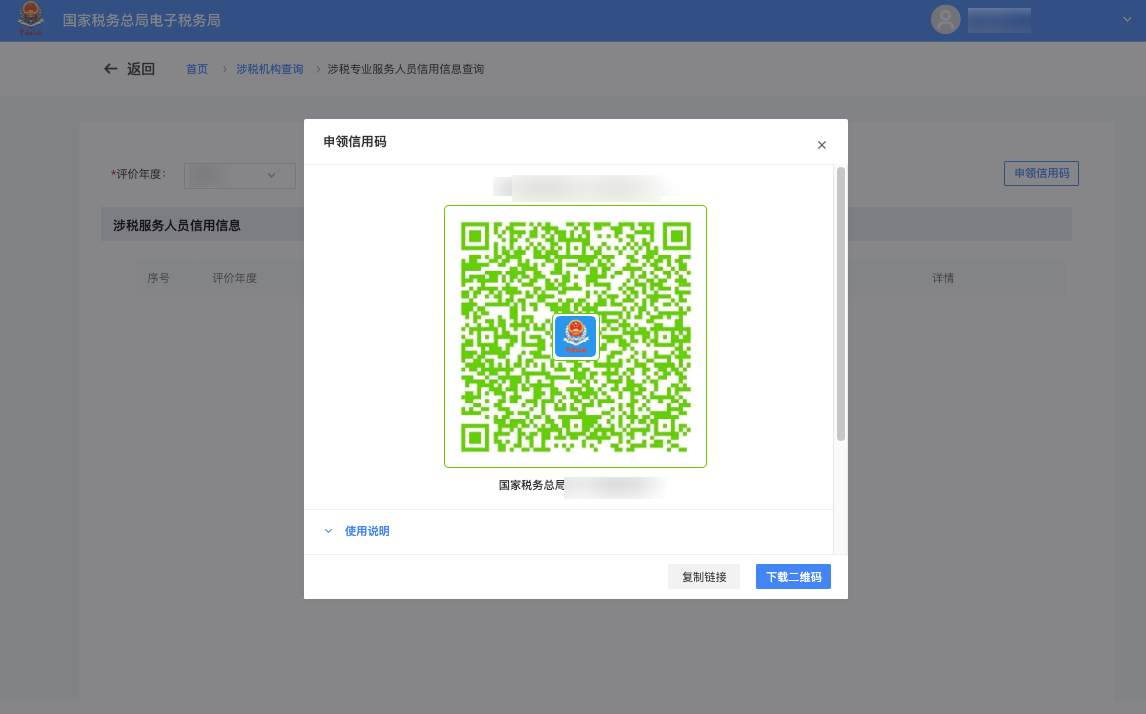 国家税务总局电子税务局
返回 首页 涉税机构查询 涉税专业服务人员信用信息查询
申领信用码
*评价年度：
申领信用码
涉税服务人员信用信息
序号 评价年度 详情
国家税务总局
使用说明
复制链接 下载二维码